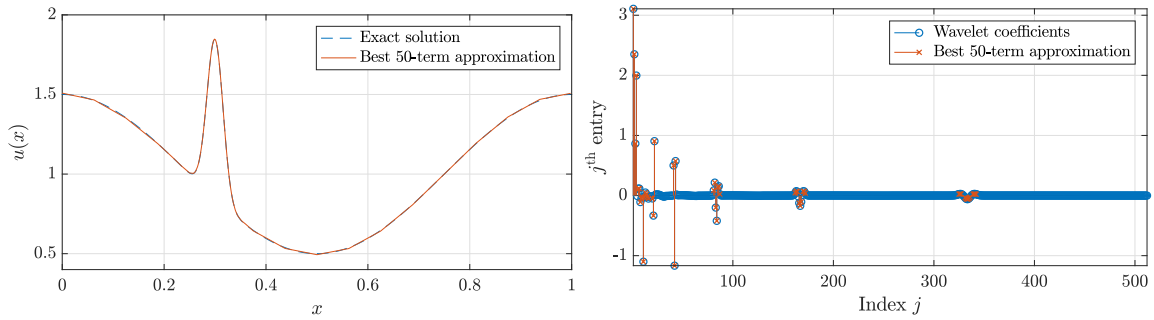 2
1.5
1
0.5
0
0.2
0.4
0.6
0.8
1
u(x)
x
Exact solution
Best 50-term approximation
3
2
1
0
-1
100
200
300
400
500
jth entry
Index j
Wavelet coefficients
Best 50-term approximation